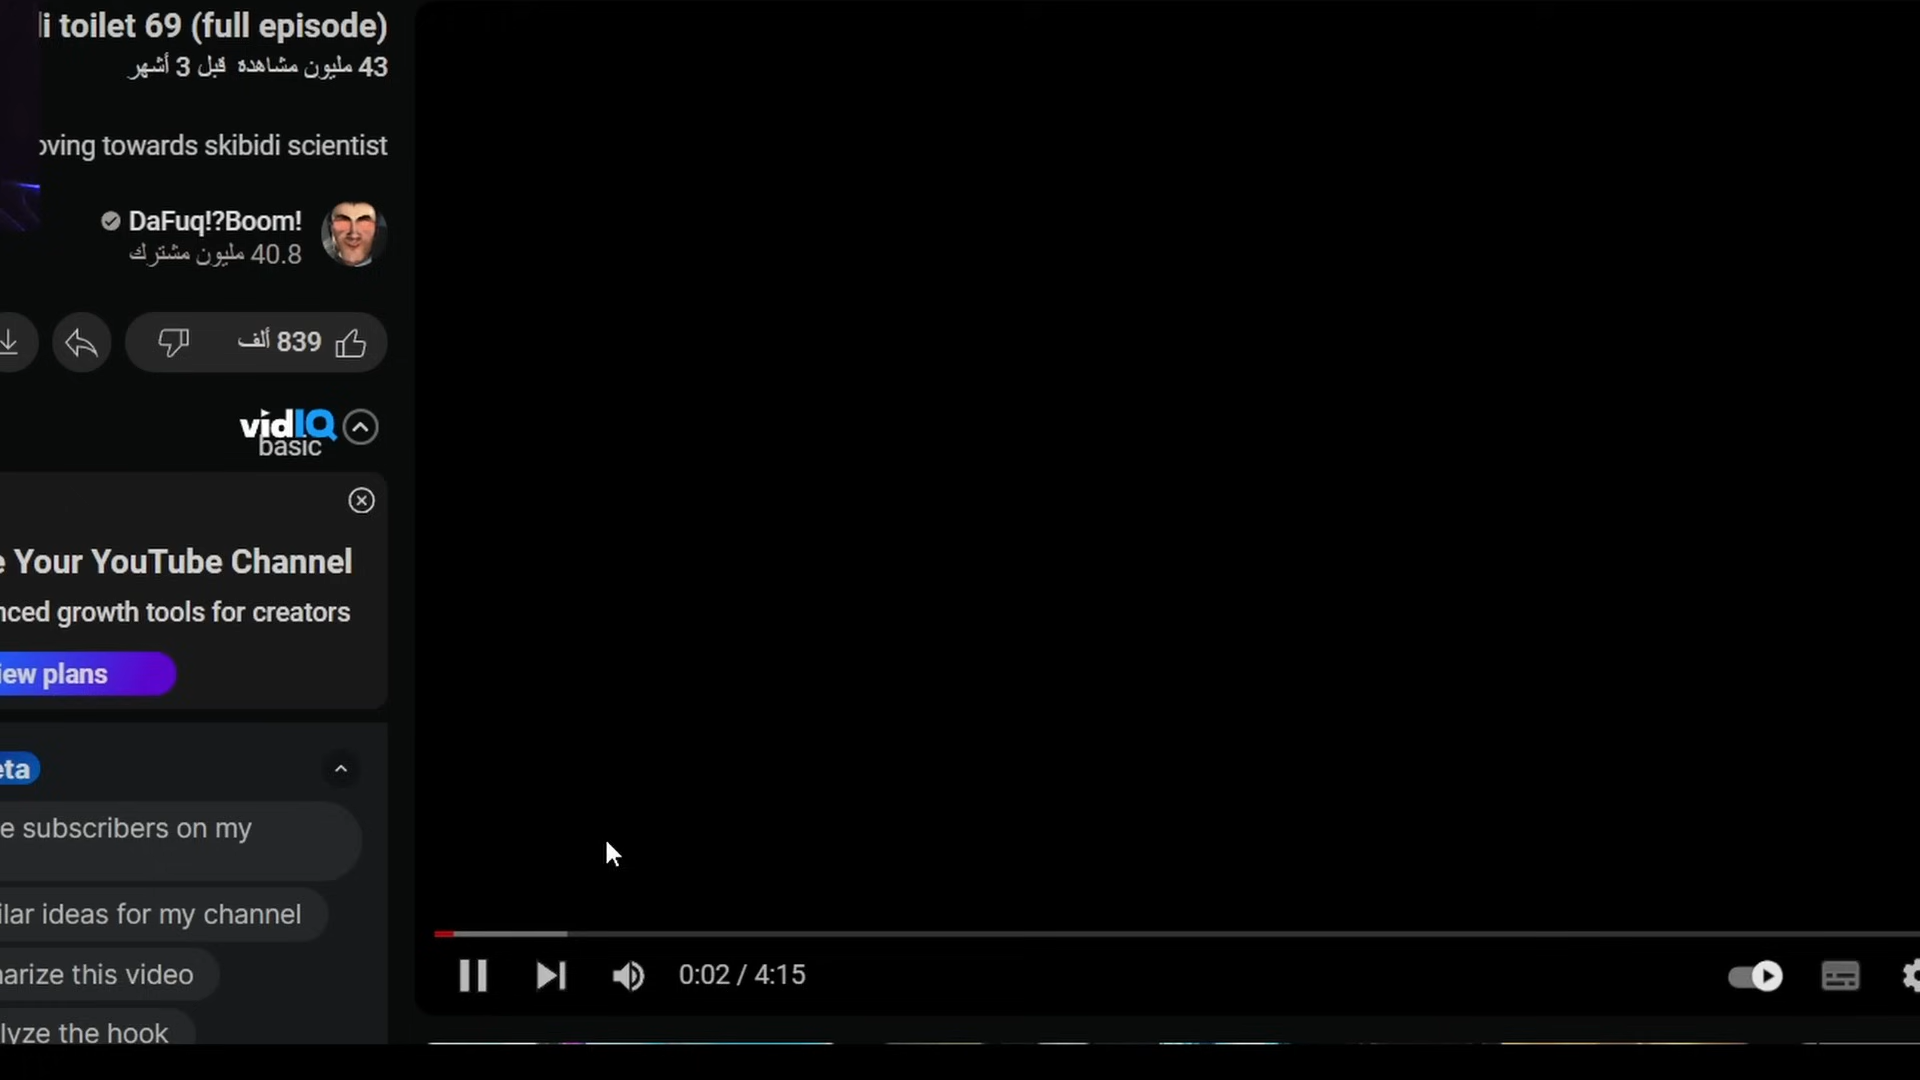 li toilet 69 (full episode)
43 مليون مشاهدة قبل 3 أشهر
oving towards skibidi scientist
DaFuq!?Boom!
40.8 مليون مشترك
839 ألف
vidIQ
basic
e Your YouTube Channel
nced growth tools for creators
iew plans
eta
e subscribers on my
ilar ideas for my channel
narize this video
lyze the hook
0:02 / 4:15